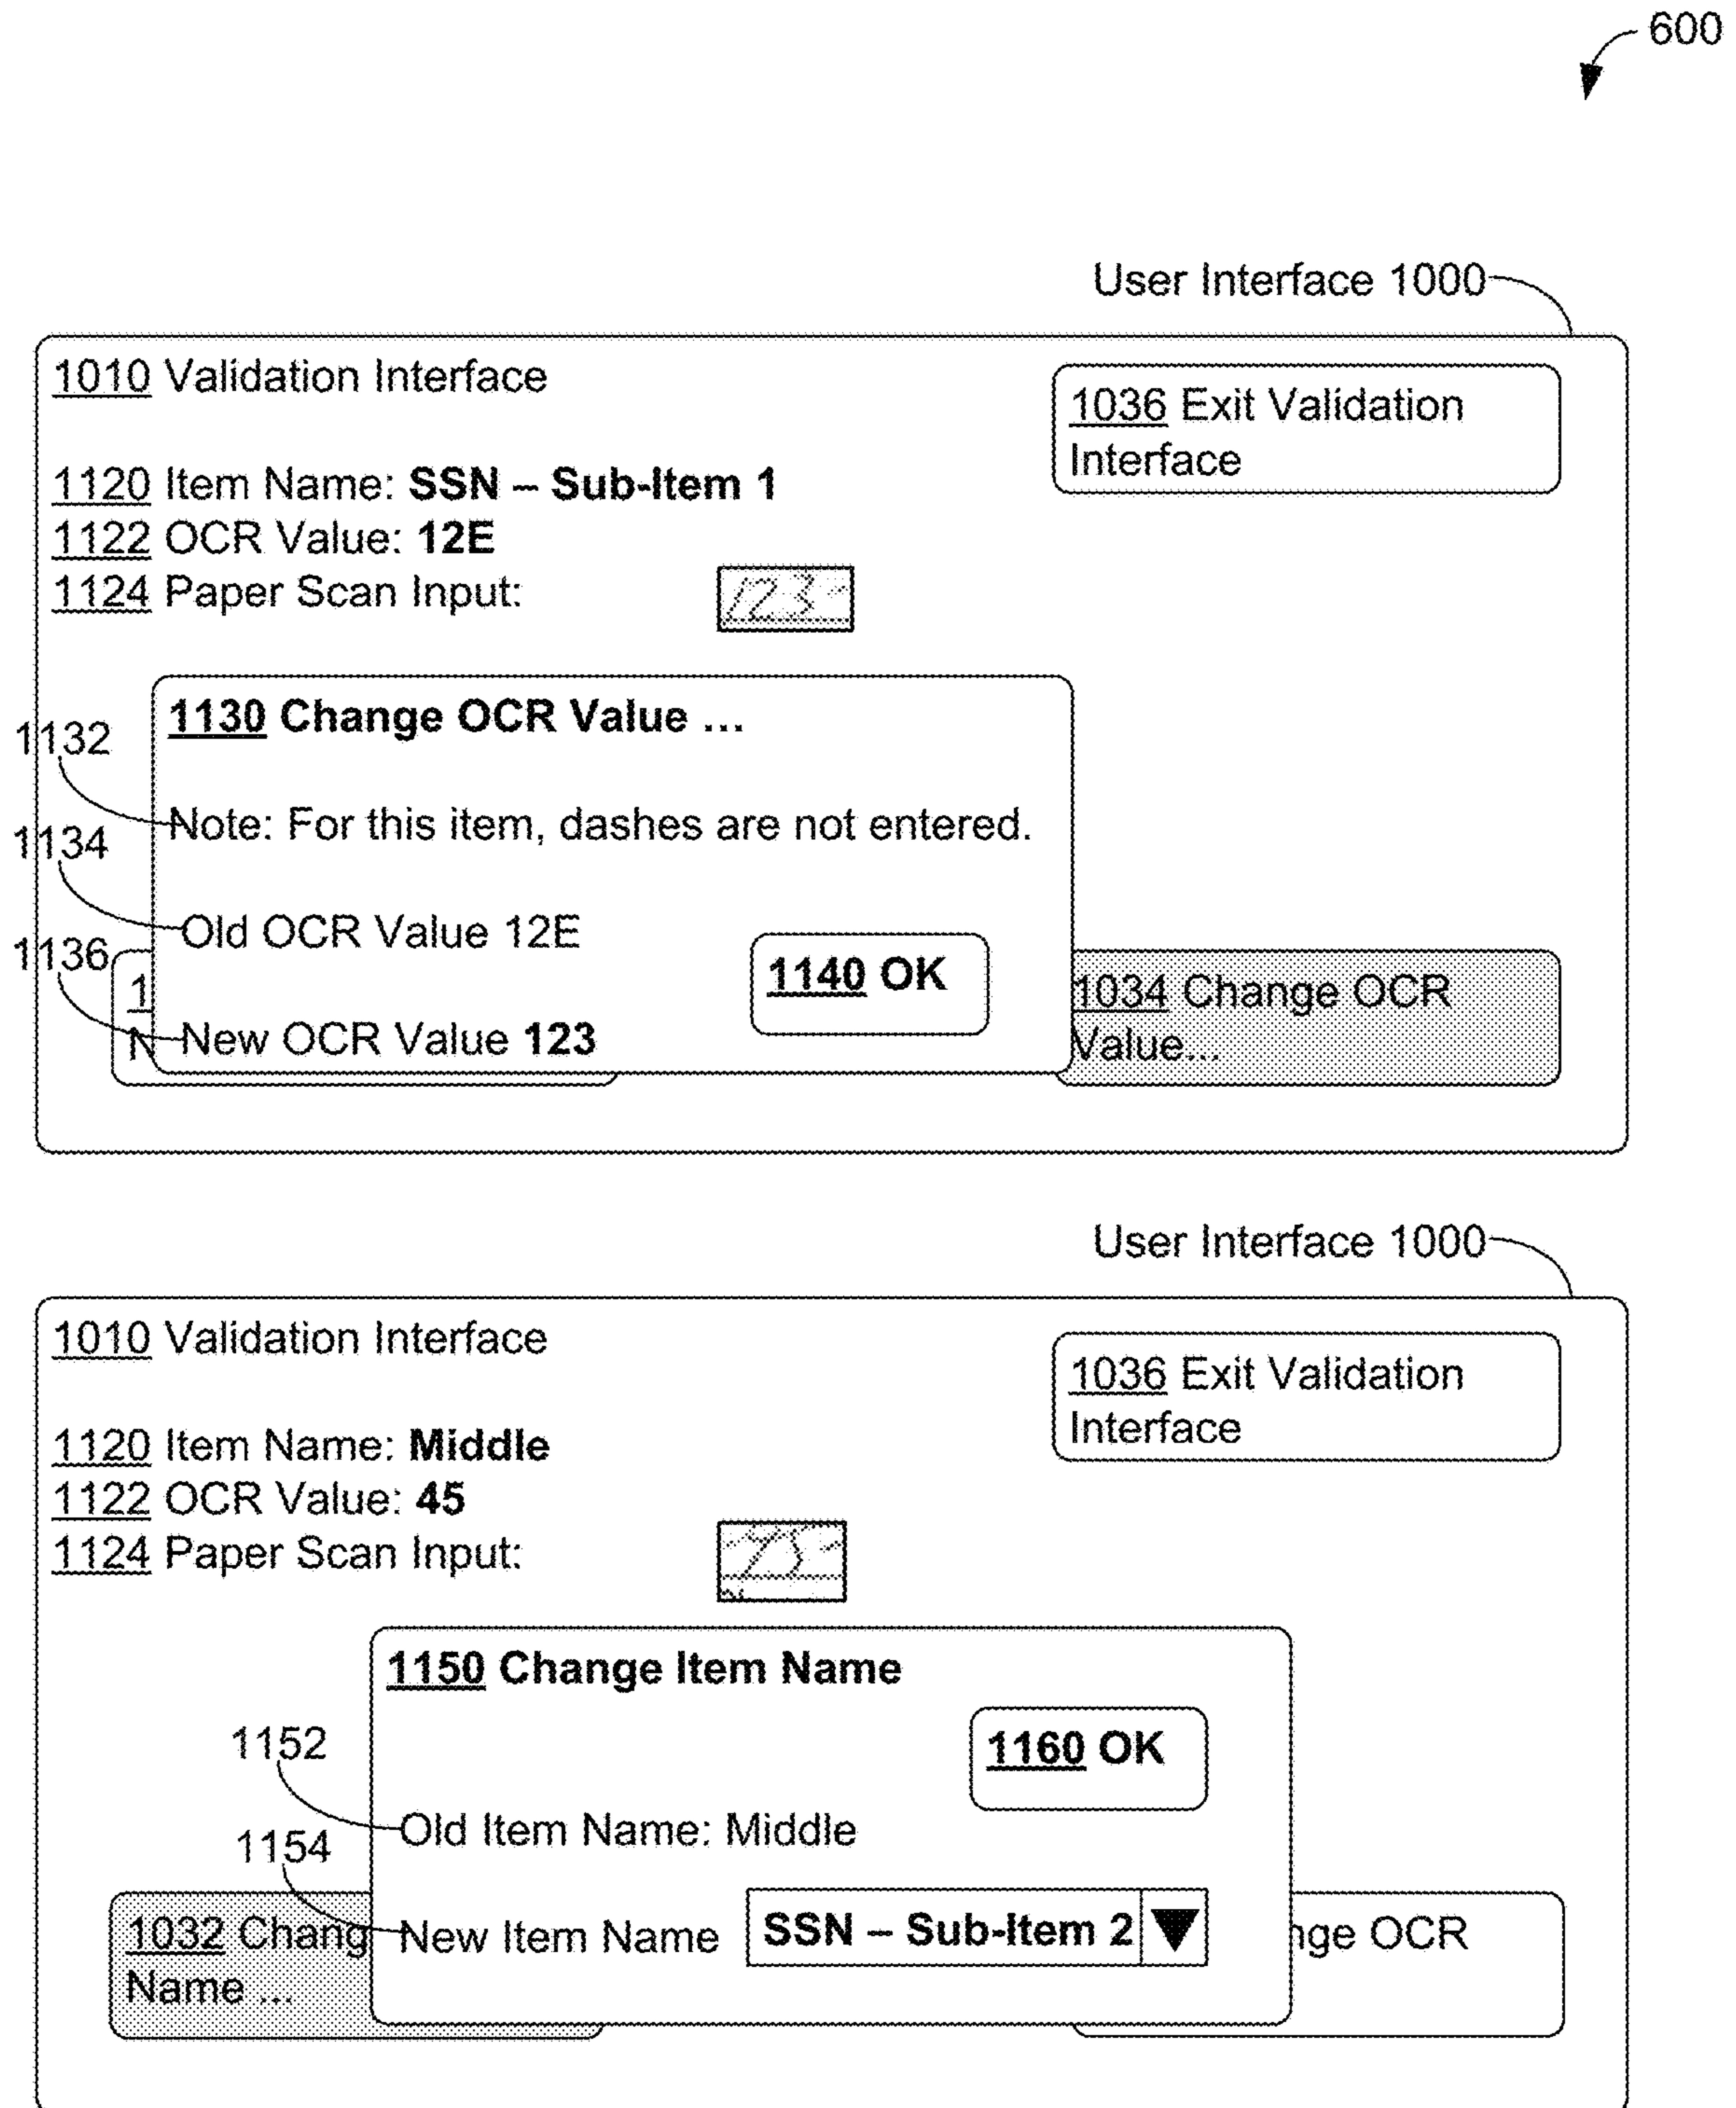 600
User Interface 1000
1010 Validation Interface
1036 Exit Validation
Interface
1120 Item Name: SSN – Sub-Item 1
1122 OCR Value: 12E
1124 Paper Scan Input:
123-
1130 Change OCR Value ...
1132
Note: For this item, dashes are not entered.
1134
Old OCR Value 12E
1136
1140 OK
1
N
1034 Change OCR
Value...
New OCR Value 123
User Interface 1000
1010 Validation Interface
1036 Exit Validation
Interface
1120 Item Name: Middle
1122 OCR Value: 45
1124 Paper Scan Input:
1150 Change Item Name
1160 OK
1152
Old Item Name: Middle
1154
1032 Chang
Name ...
New Item Name
SSN – Sub-Item 2
nge OCR